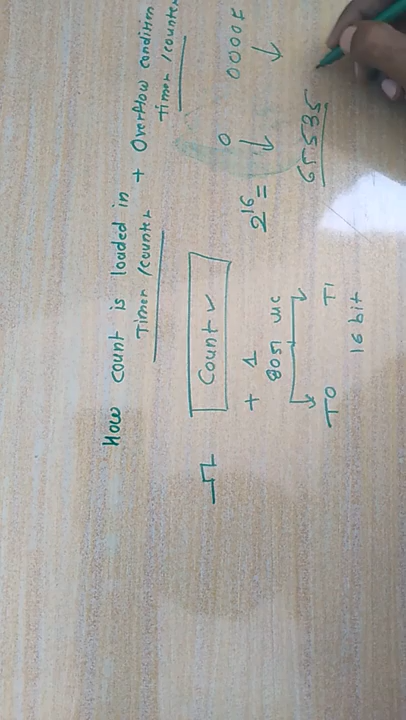 How count is loaded in + Overflow condition
Timer /counter
timer /counter
Count r
0
0000F
+ 1
2^16 =
65535
8051 μc
T0 T1
16 bit